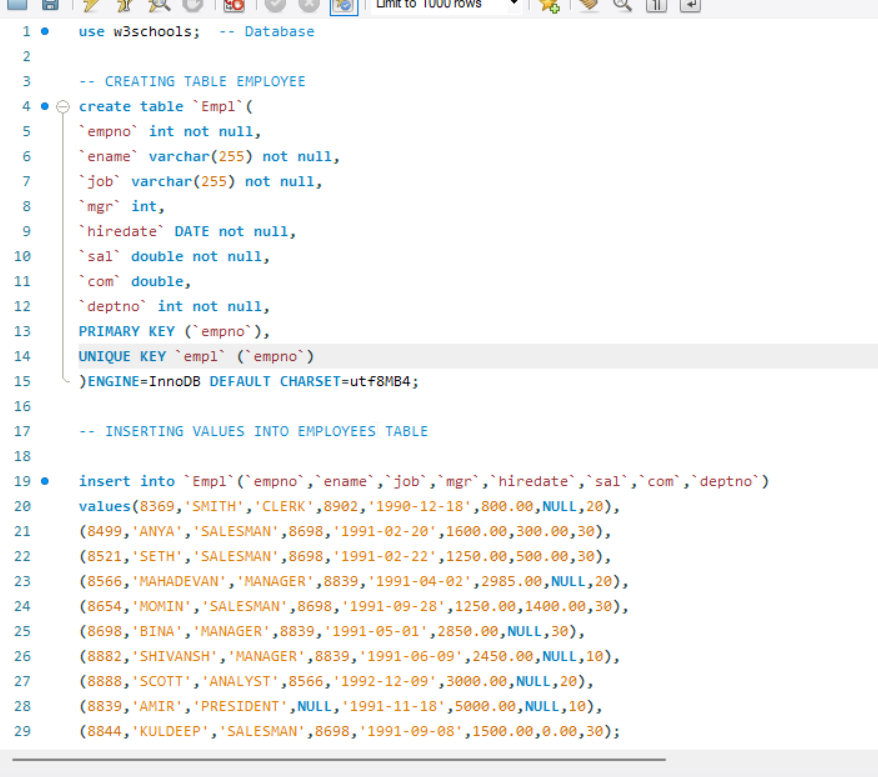 Limit to 1000 rows
1 use w3schools;  -- Database
2
3 -- CREATING TABLE EMPLOYEE
4 create table `Empl`(
5 `empno` int not null,
6 `ename` varchar(255) not null,
7 `job` varchar(255) not null,
8 `mgr` int,
9 `hiredate` DATE not null,
10 `sal` double not null,
11 `com` double,
12 `deptno` int not null,
13 PRIMARY KEY (`empno`),
14 UNIQUE KEY `empl` (`empno`)
15 )ENGINE=InnoDB DEFAULT CHARSET=utf8MB4;
16
17 -- INSERTING VALUES INTO EMPLOYEES TABLE
18
19 insert into `Empl`(`empno`,`ename`,`job`,`mgr`,`hiredate`,`sal`,`com`,`deptno`)
20 values(8369,'SMITH','CLERK',8902,'1990-12-18',800.00,NULL,20),
21 (8499,'ANYA','SALESMAN',8698,'1991-02-20',1600.00,300.00,30),
22 (8521,'SETH','SALESMAN',8698,'1991-02-22',1250.00,500.00,30),
23 (8566,'MAHADEVAN','MANAGER',8839,'1991-04-02',2985.00,NULL,20),
24 (8654,'MOMIN','SALESMAN',8698,'1991-09-28',1250.00,1400.00,30),
25 (8698,'BINA','MANAGER',8839,'1991-05-01',2850.00,NULL,30),
26 (8882,'SHIVANSH','MANAGER',8839,'1991-06-09',2450.00,NULL,10),
27 (8888,'SCOTT','ANALYST',8566,'1992-12-09',3000.00,NULL,20),
28 (8839,'AMIR','PRESIDENT',NULL,'1991-11-18',5000.00,NULL,10),
29 (8844,'KULDEEP','SALESMAN',8698,'1991-09-08',1500.00,0.00,30);